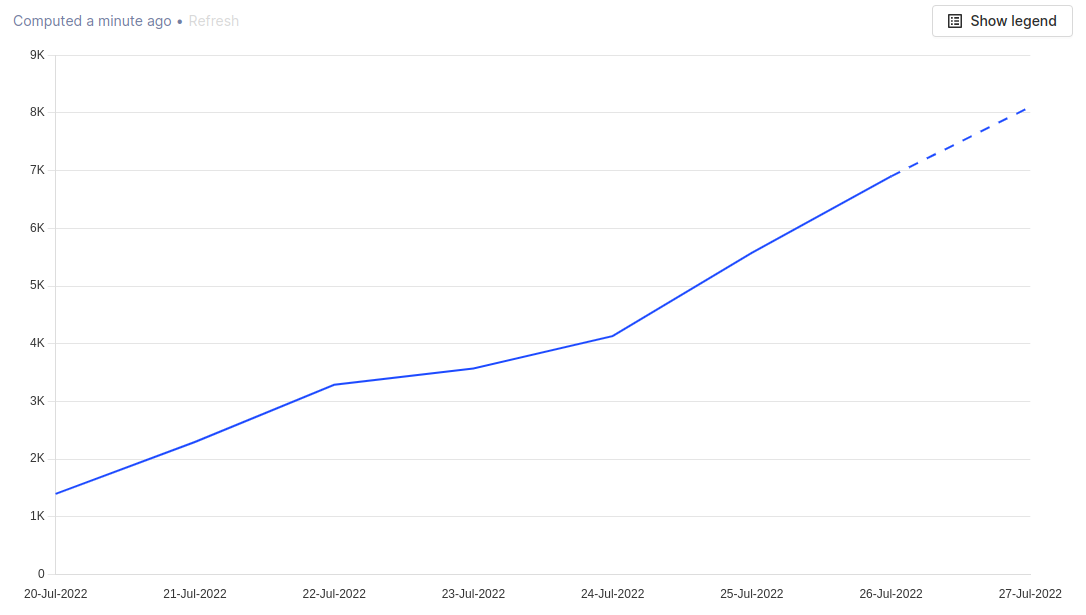 Computed a minute ago • Refresh
Show legend
9K
8K
7K
6K
5K
4K
3K
2K
1K
0
20-Jul-2022 21-Jul-2022 22-Jul-2022 23-Jul-2022 24-Jul-2022 25-Jul-2022 26-Jul-2022 27-Jul-2022